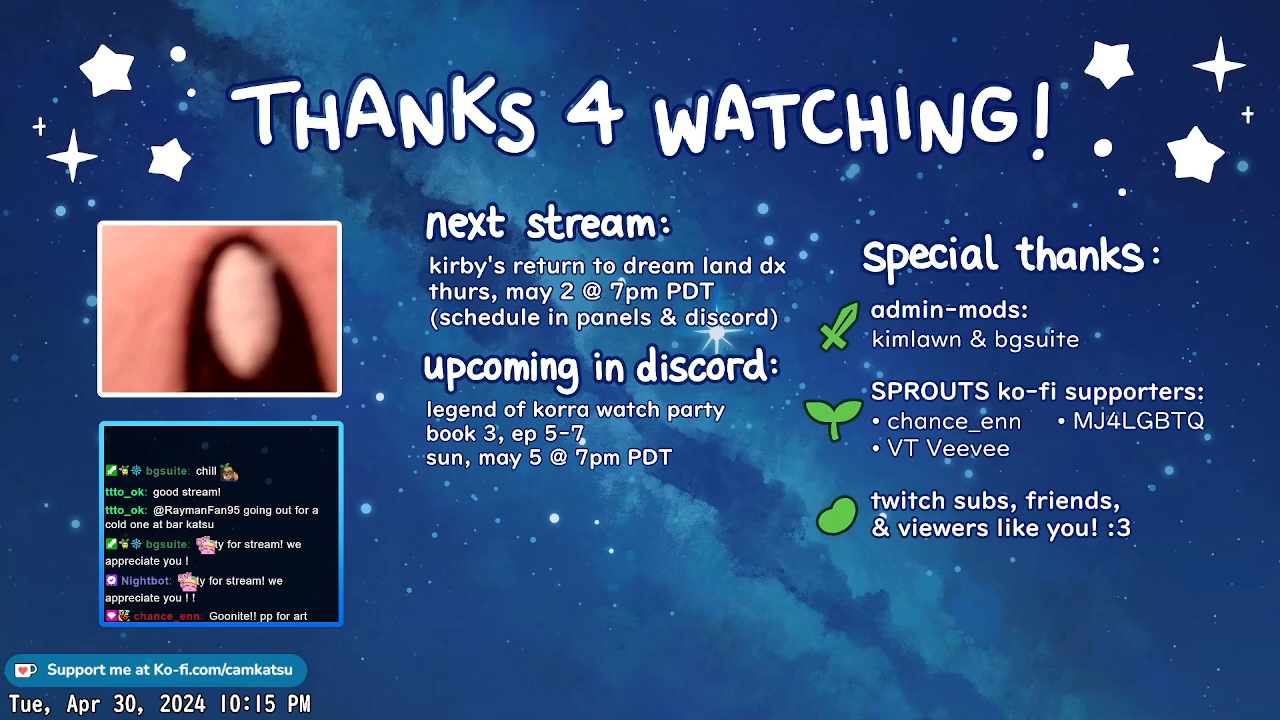 THANKS 4 WATCHING!
next stream:
kirby's return to dream land dx
thurs, may 2 @ 7pm PDT
(schedule in panels & discord)
upcoming in discord:
legend of korra watch party
book 3, ep 5-7
sun, may 5 @ 7pm PDT
special thanks:
admin-mods:
kimlawn & bgsuite
SPROUTS ko-fi supporters:
• chance_enn • MJ4LGBTQ
• VT Veevee
twitch subs, friends,
& viewers like you! :3
bgsuite: chill
ttto_ok: good stream!
ttto_ok: @RaymanFan95 going out for a
cold one at bar katsu
bgsuite: ty for stream! we
appreciate you !
Nightbot: ty for stream! we
appreciate you ! !
chance_enn: Goonite!! pp for art
Support me at Ko-fi.com/camkatsu
Tue, Apr 30, 2024 10:15 PM